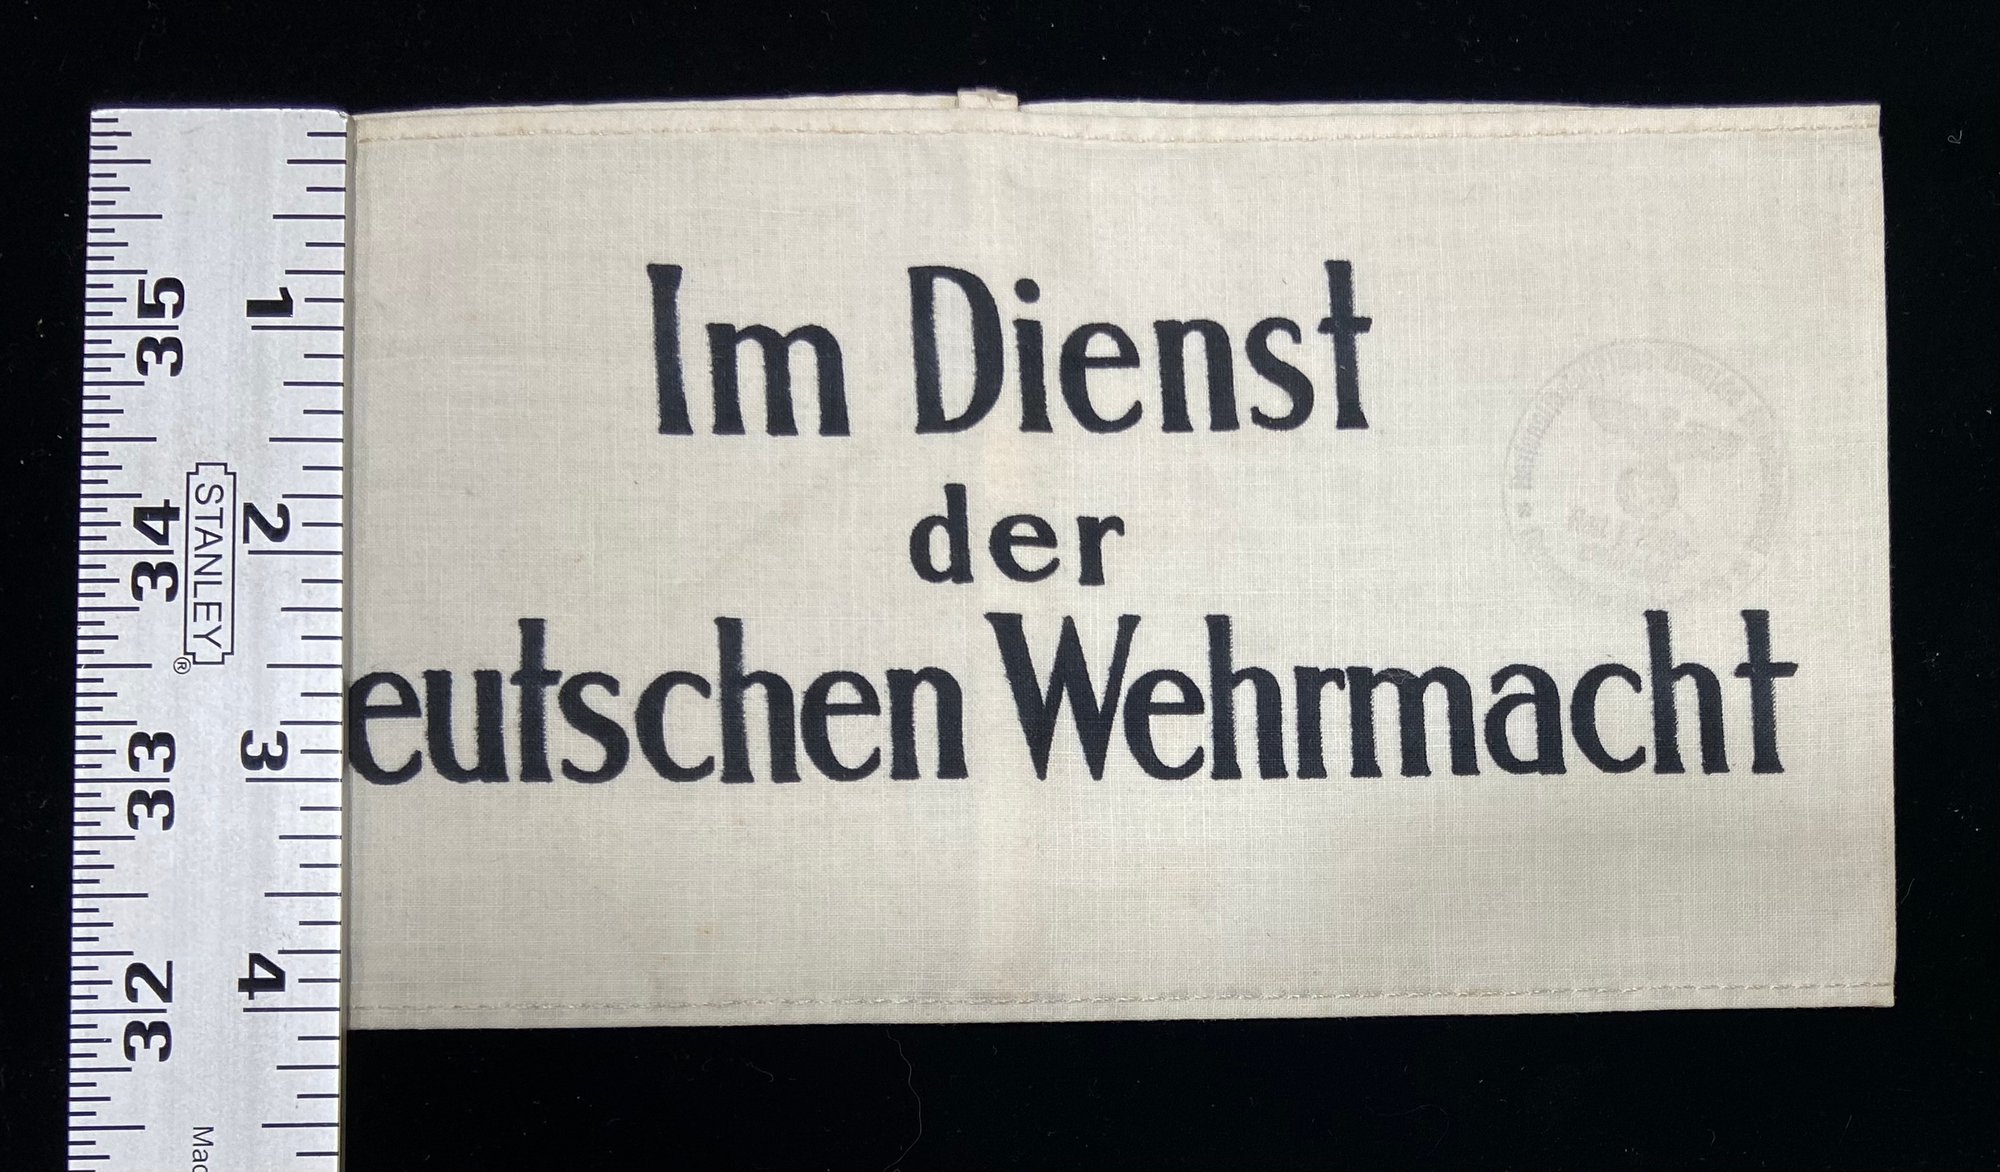 Im Dienst
der
eutschen Wehrmacht
1
2
3
4
35
34
33
32
STANLEY®